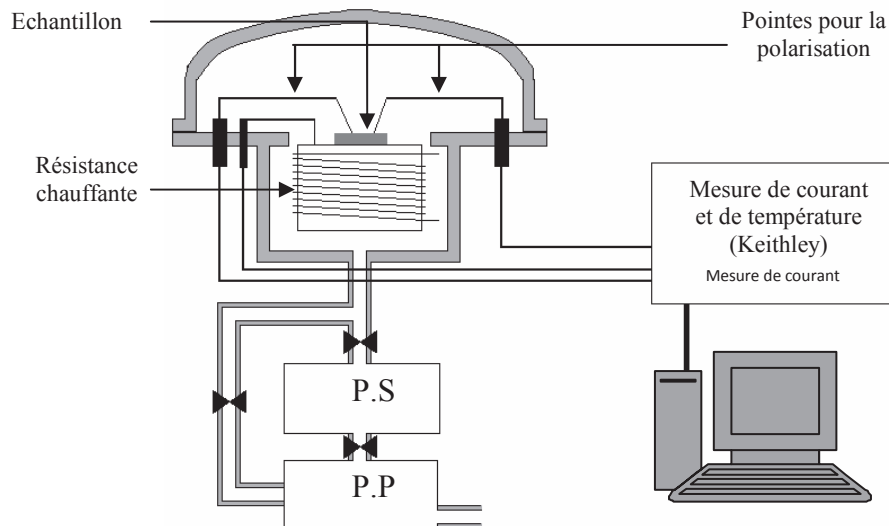 Echantillon
Pointes pour la
polarisation
Résistance
chauffante
Mesure de courant
et de température
(Keithley)
Mesure de courant
P.S
P.P